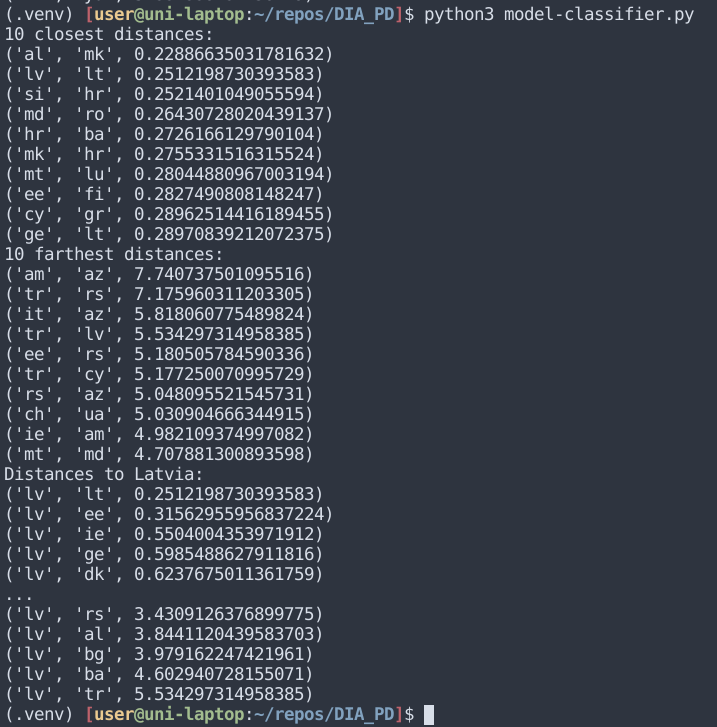 (.venv) [user@uni-laptop:~/repos/DIA_PD]$ python3 model-classifier.py
10 closest distances:
('al', 'mk', 0.22886635031781632)
('lv', 'lt', 0.2512198730393583)
('si', 'hr', 0.2521401049055594)
('md', 'ro', 0.26430728020439137)
('hr', 'ba', 0.2726166129790104)
('mk', 'hr', 0.2755331516315524)
('mt', 'lu', 0.28044880967003194)
('ee', 'fi', 0.2827490808148247)
('cy', 'gr', 0.28962514416189455)
('ge', 'lt', 0.28970839212072375)
10 farthest distances:
('am', 'az', 7.740737501095516)
('tr', 'rs', 7.175960311203305)
('it', 'az', 5.818060775489824)
('tr', 'lv', 5.534297314958385)
('ee', 'rs', 5.180505784590336)
('tr', 'cy', 5.177250070995729)
('rs', 'az', 5.048095521545731)
('ch', 'ua', 5.030904666344915)
('ie', 'am', 4.982109374997082)
('mt', 'md', 4.707881300893598)
Distances to Latvia:
('lv', 'lt', 0.2512198730393583)
('lv', 'ee', 0.31562955956837224)
('lv', 'ie', 0.5504004353971912)
('lv', 'ge', 0.5985488627911816)
('lv', 'dk', 0.6237675011361759)
...
('lv', 'rs', 3.4309126376899775)
('lv', 'al', 3.8441120439583703)
('lv', 'bg', 3.979162247421961)
('lv', 'ba', 4.602940728155071)
('lv', 'tr', 5.534297314958385)
(.venv) [user@uni-laptop:~/repos/DIA_PD]$